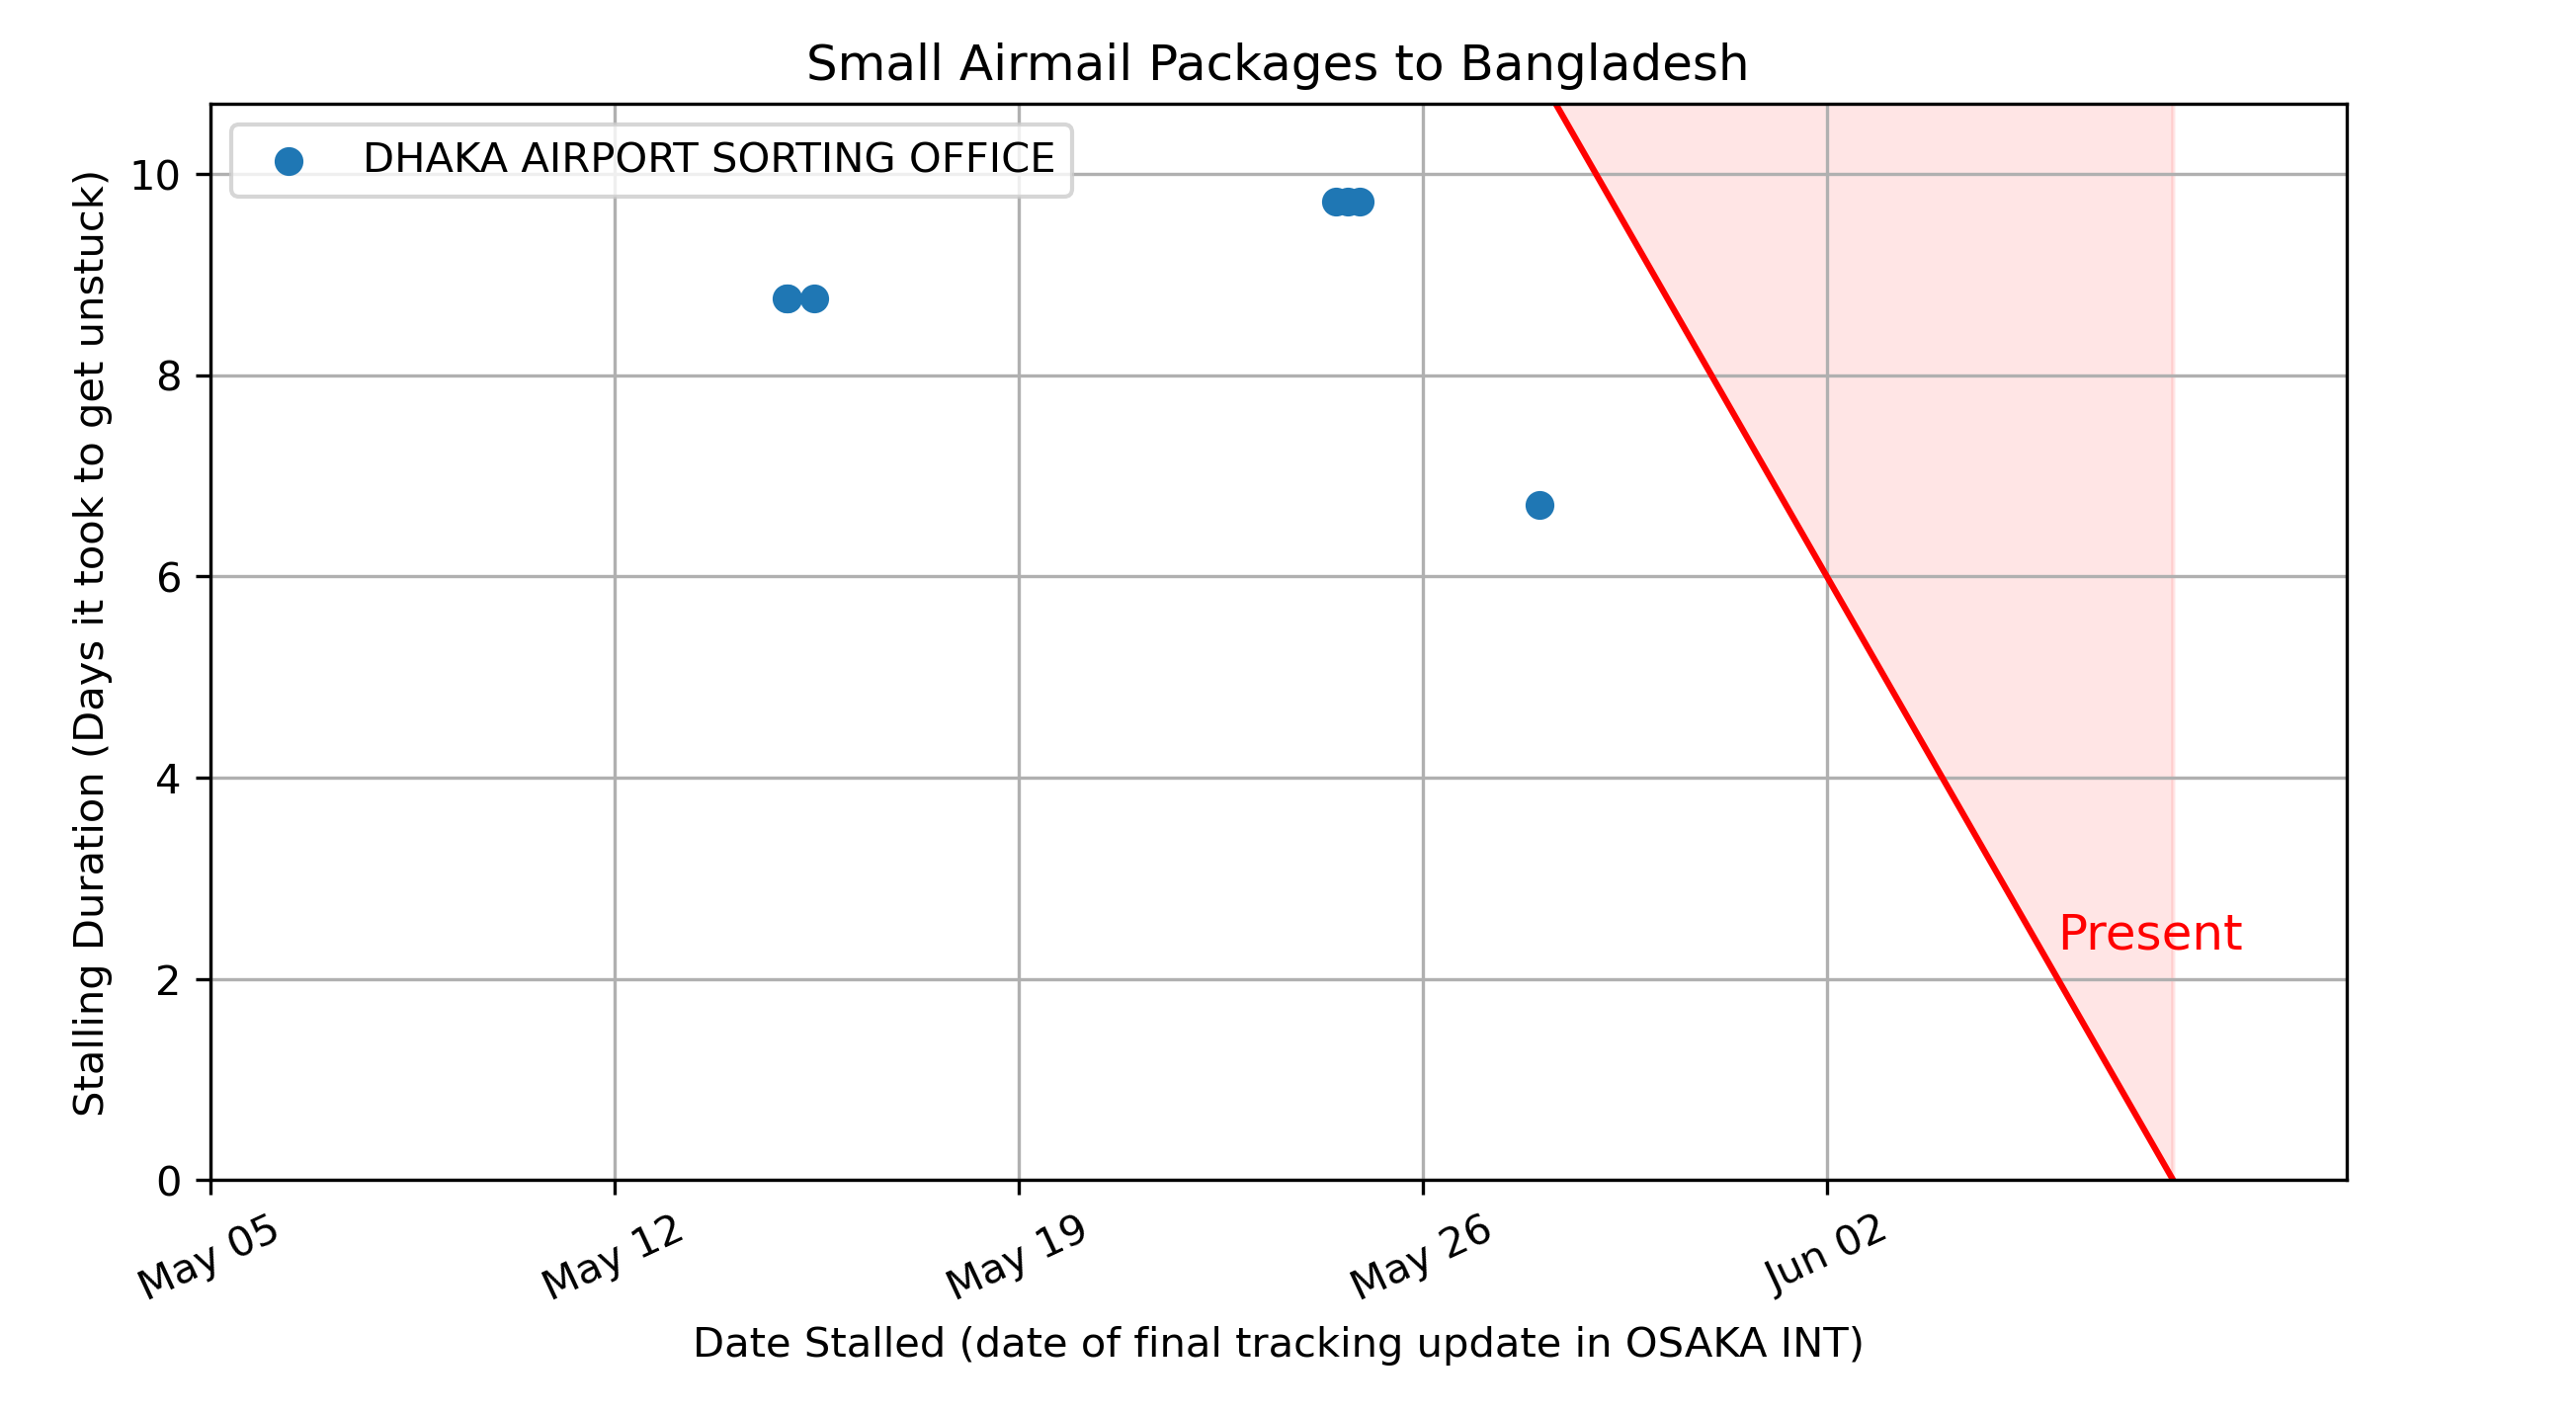 Small Airmail Packages to Bangladesh
DHAKA AIRPORT SORTING OFFICE
Stalling Duration (Days it took to get unstuck)
10
8
6
4
2
0
Present
May 05
May 12
May 19
May 26
Jun 02
Date Stalled (date of final tracking update in OSAKA INT)